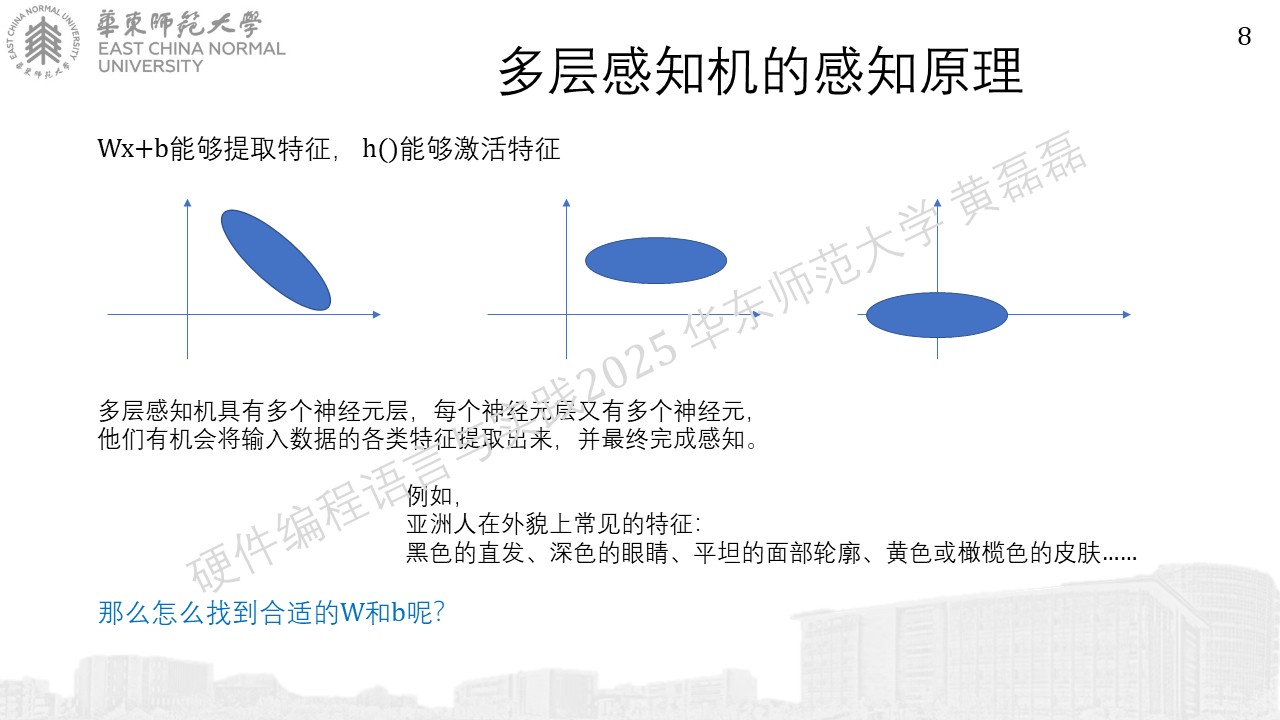 華東師範大學
EAST CHINA NORMAL
UNIVERSITY
EAST CHINA NORMAL UNIVERSITY
華東师范大学
8
多层感知机的感知原理
Wx+b能够提取特征， h()能够激活特征
多层感知机具有多个神经元层，每个神经元层又有多个神经元，
他们有机会将输入数据的各类特征提取出来，并最终完成感知。
例如，
亚洲人在外貌上常见的特征：
黑色的直发、深色的眼睛、平坦的面部轮廓、黄色或橄榄色的皮肤……
那么怎么找到合适的W和b呢？
硬件编程语言与实践2025 华东师范大学 黄磊磊